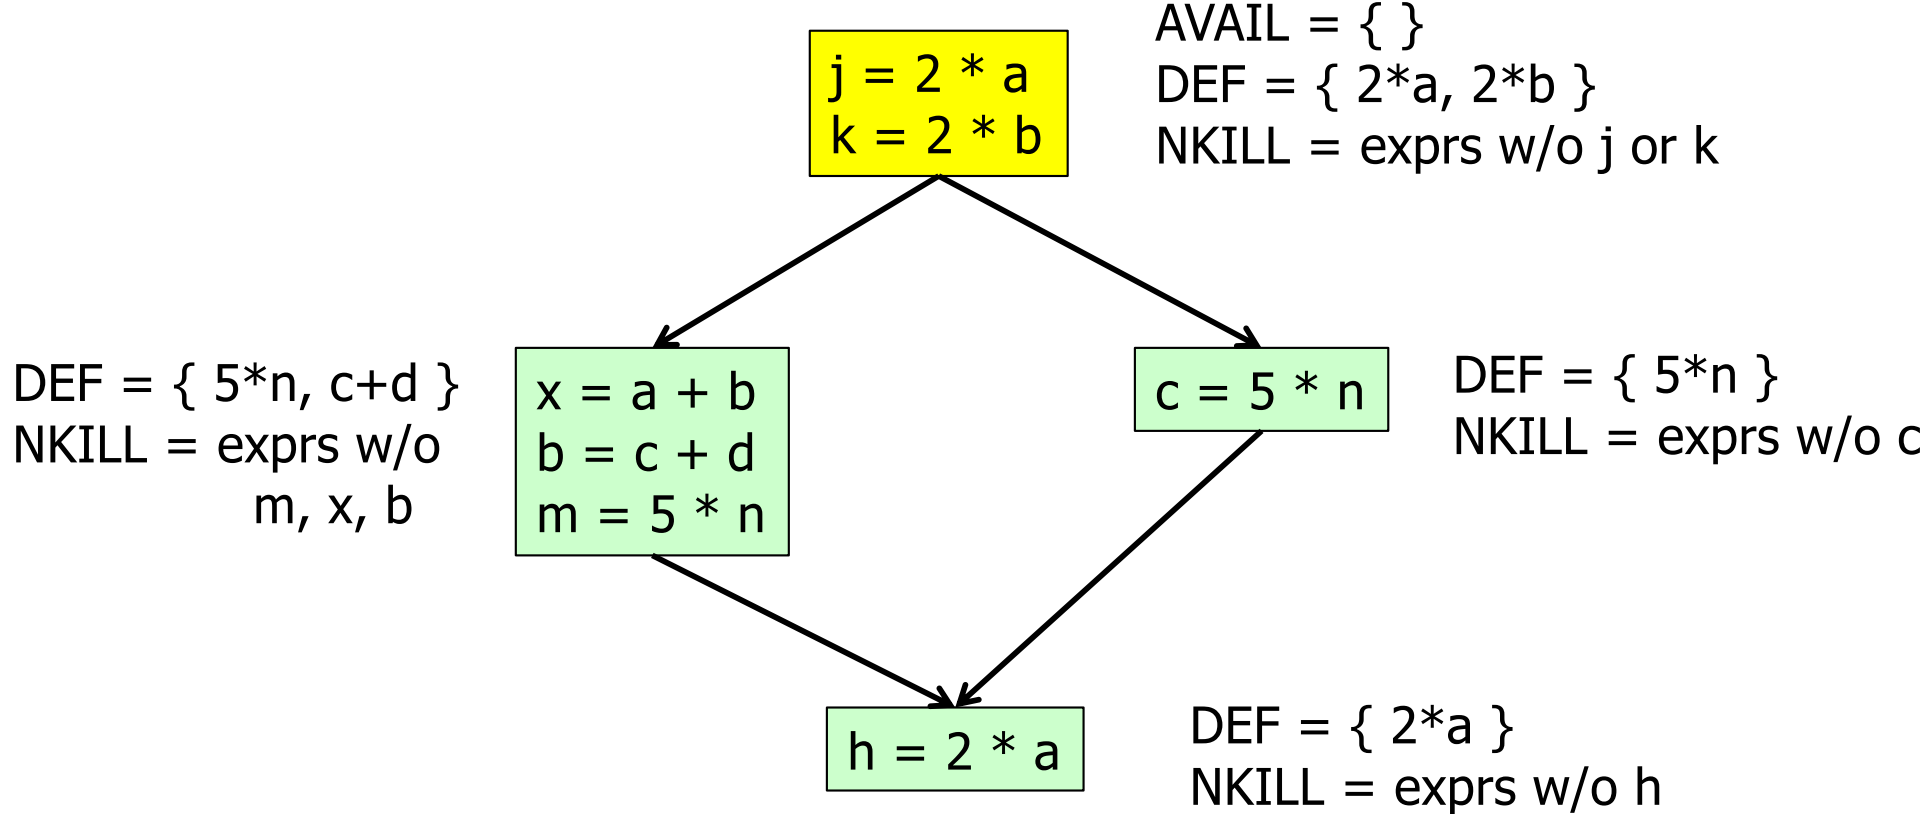 AVAIL = { }
DEF = { 2*a, 2*b }
NKILL = exprs w/o j or k
j = 2 * a
k = 2 * b
DEF = { 5*n, c+d }
NKILL = exprs w/o
m, x, b
x = a + b
b = c + d
m = 5 * n
c = 5 * n
DEF = { 5*n }
NKILL = exprs w/o c
h = 2 * a
DEF = { 2*a }
NKILL = exprs w/o h